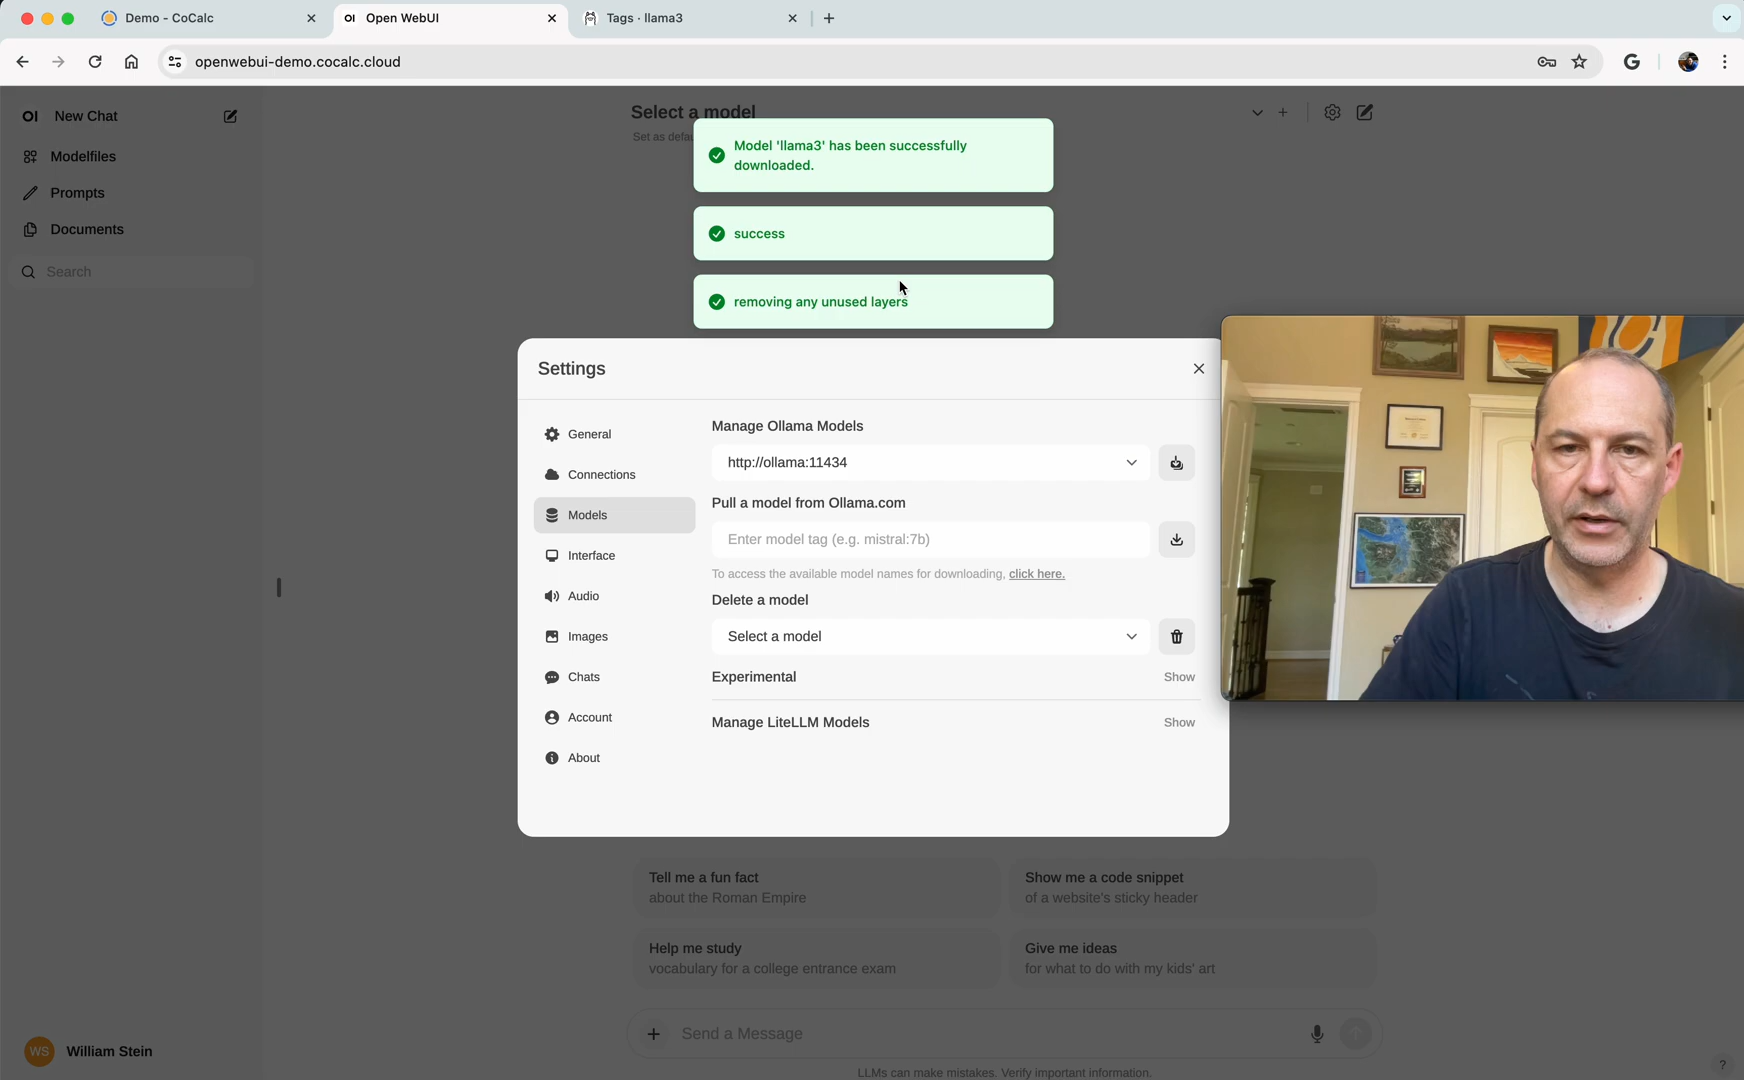 Demo - CoCalc
OI Open WebUI
Tags · llama3
openwebui-demo.cocalc.cloud
G
OI New Chat
Modelfiles
Prompts
Documents
Search
Select a model
Set as defau
Model 'llama3' has been successfully
downloaded.
success
removing any unused layers
Settings
General
Connections
Models
Interface
Audio
Images
Chats
Account
About
Manage Ollama Models
http://ollama:11434
Pull a model from Ollama.com
Enter model tag (e.g. mistral:7b)
To access the available model names for downloading, click here.
Delete a model
Select a model
Experimental Show
Manage LiteLLM Models Show
Tell me a fun fact
about the Roman Empire
Show me a code snippet
of a website's sticky header
Help me study
vocabulary for a college entrance exam
Give me ideas
for what to do with my kids' art
Send a Message
LLMs can make mistakes. Verify important information.
WS William Stein
?